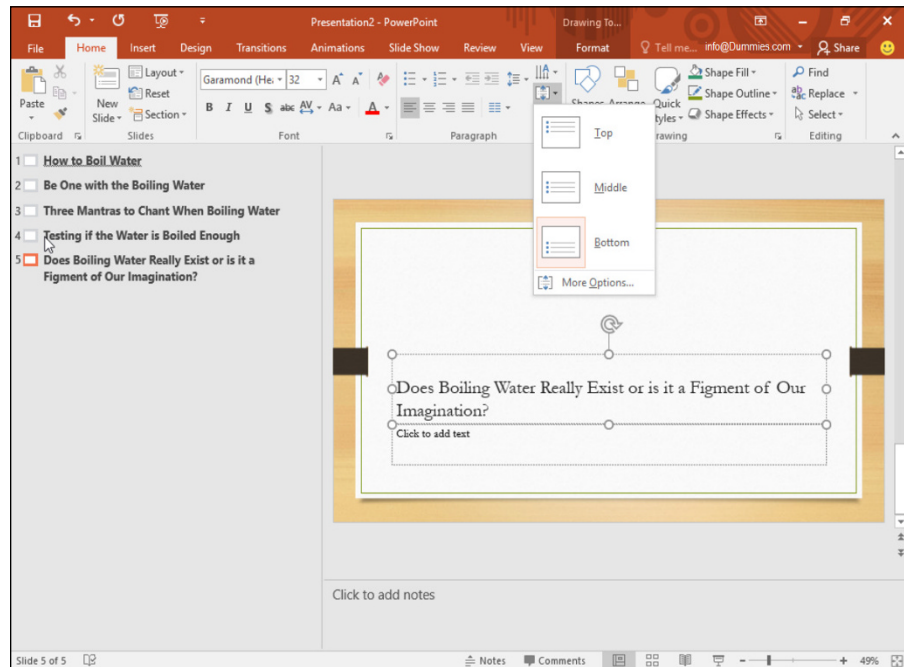 Presentation2 - PowerPoint
Drawing To...
File Home Insert Design Transitions Animations Slide Show Review View Format Tell me... info@Dummies.com Share
Paste
Clipboard
New
Slide
Layout
Reset
Section
Slides
Garamond (He 32
B I U S abc AV Aa A
Font
Paragraph
Shapes Arrange Quick
Styles
Shape Fill
Shape Outline
Shape Effects
Find
Replace
Select
Editing
Top
Middle
Bottom
More Options...
1 How to Boil Water
2 Be One with the Boiling Water
3 Three Mantras to Chant When Boiling Water
4 Testing if the Water is Boiled Enough
5 Does Boiling Water Really Exist or is it a
Figment of Our Imagination?
Does Boiling Water Really Exist or is it a Figment of Our
Imagination?
Click to add text
Click to add notes
Slide 5 of 5
Notes Comments 49%